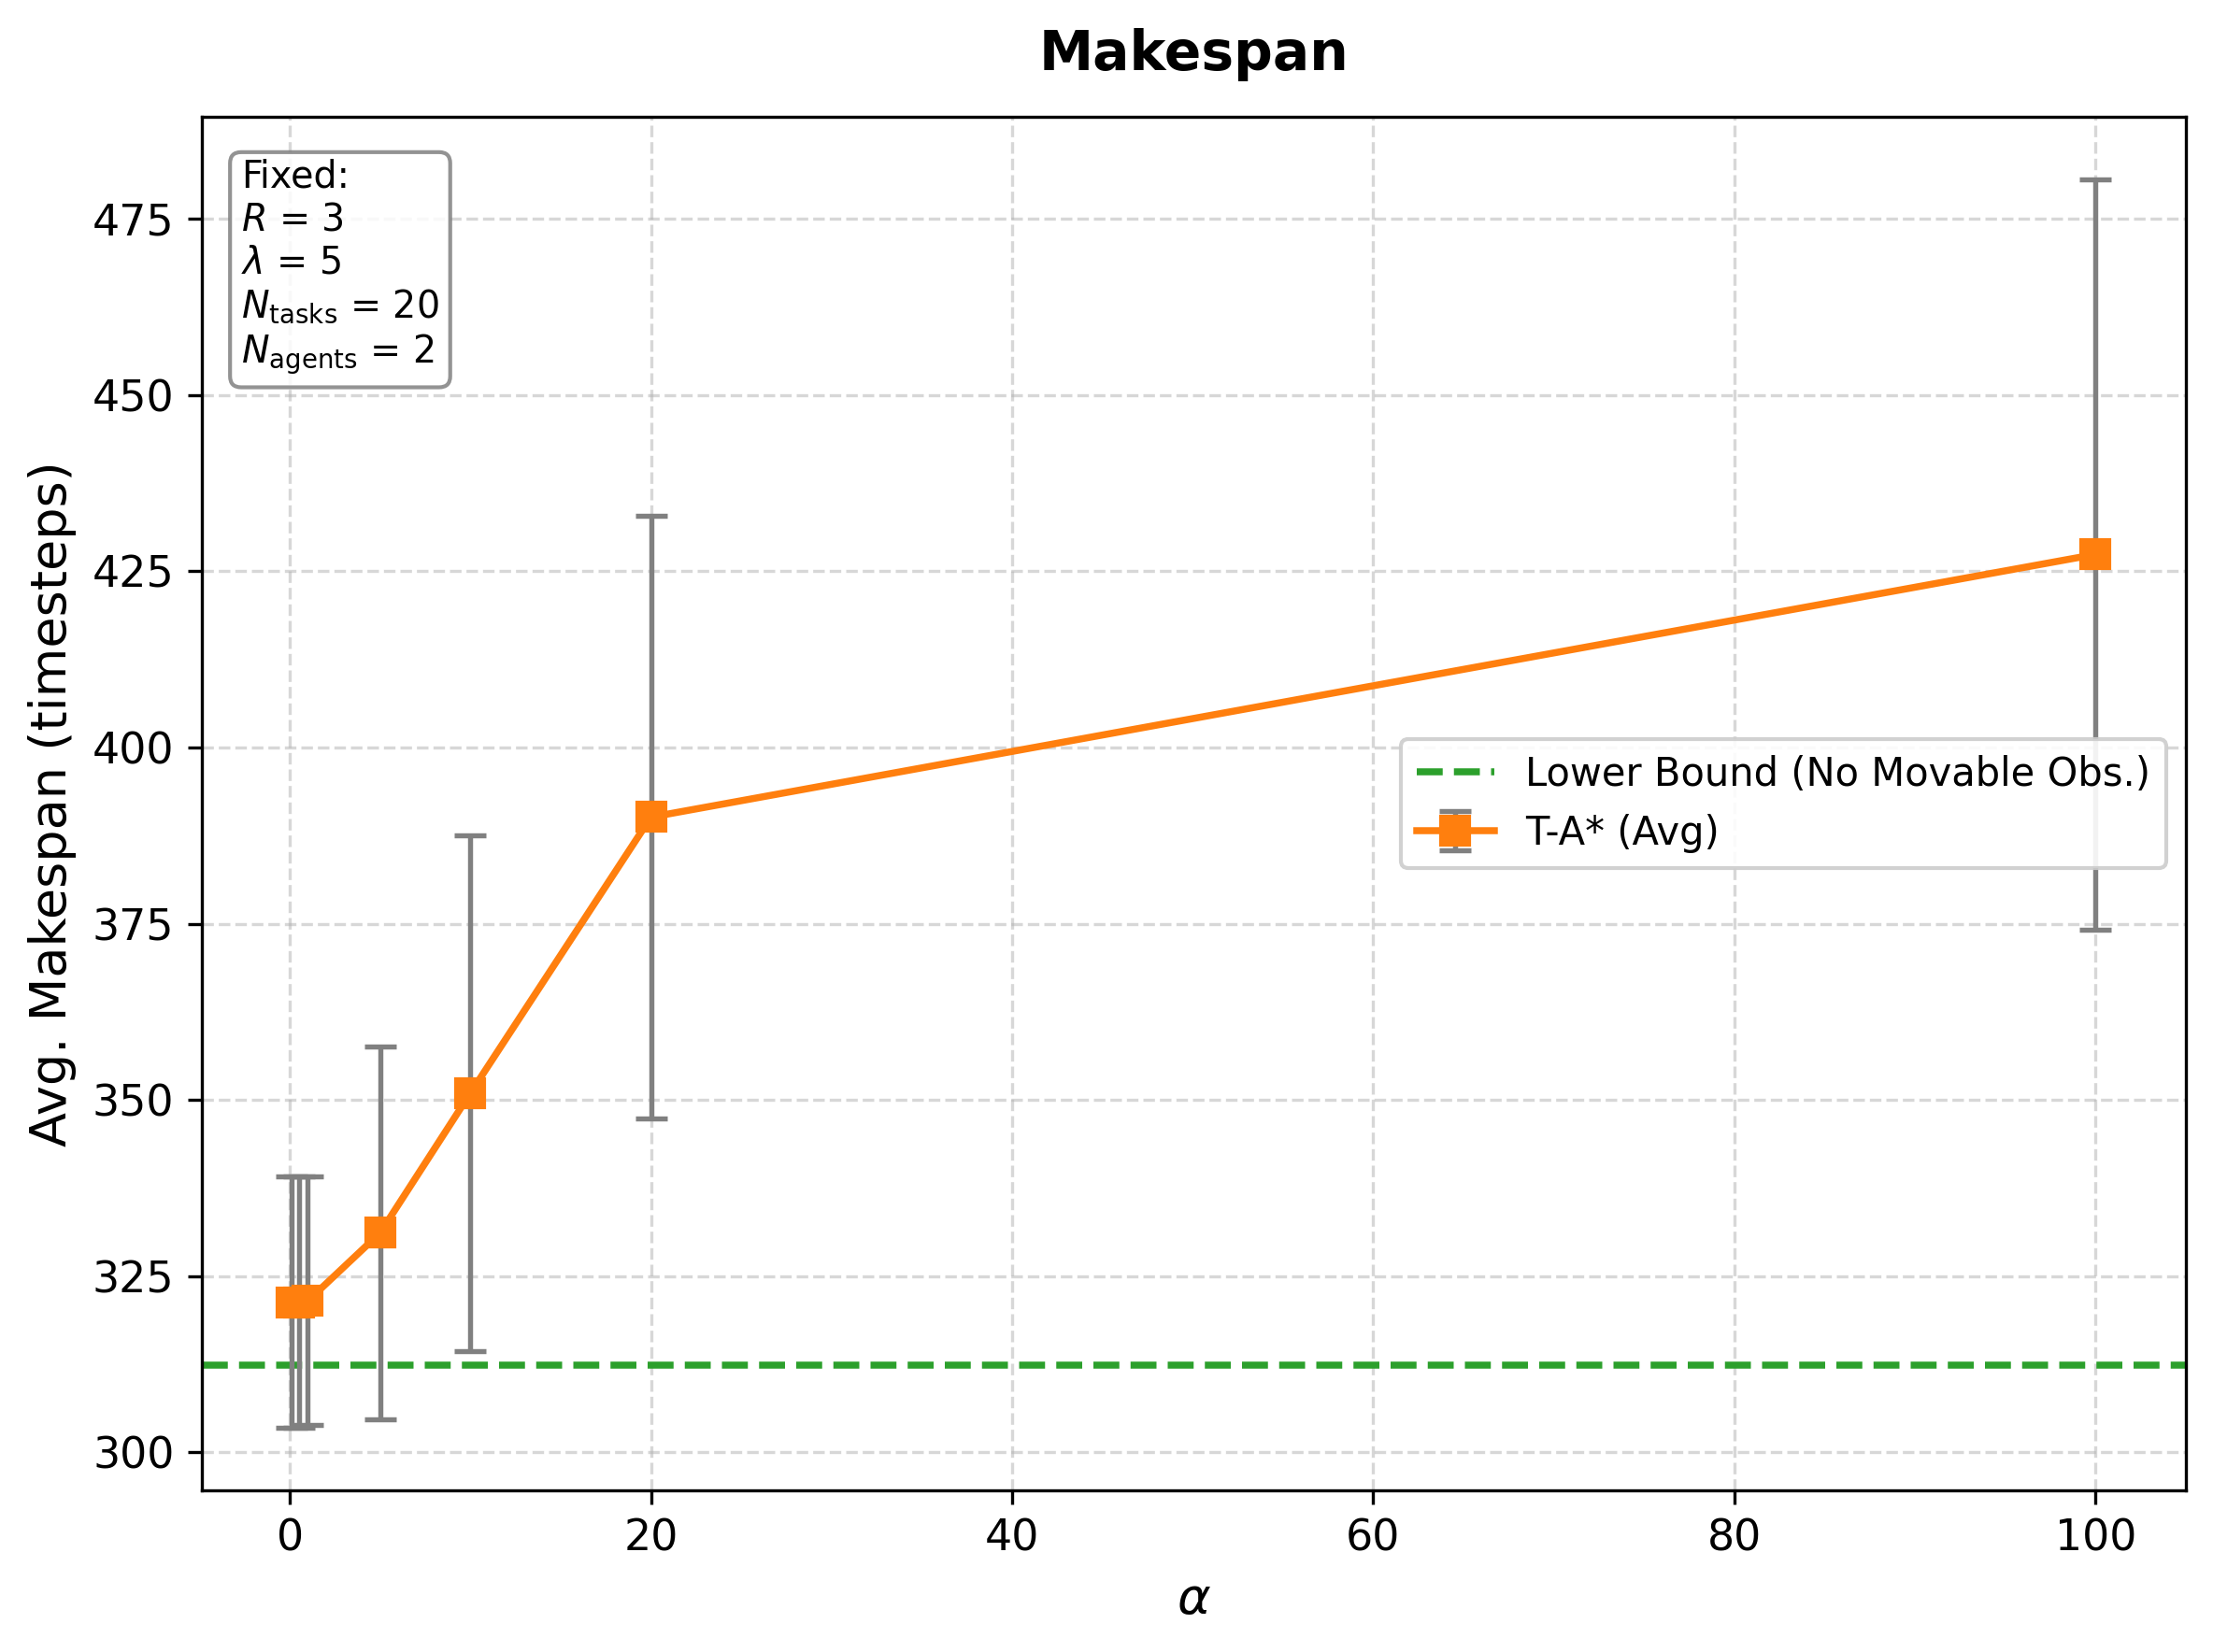 Makespan
Fixed:
R = 3
λ = 5
N_tasks = 20
N_agents = 2
475
450
425
400
375
350
325
300
Avg. Makespan (timesteps)
Lower Bound (No Movable Obs.)
T-A* (Avg)
0 20 40 60 80 100
α